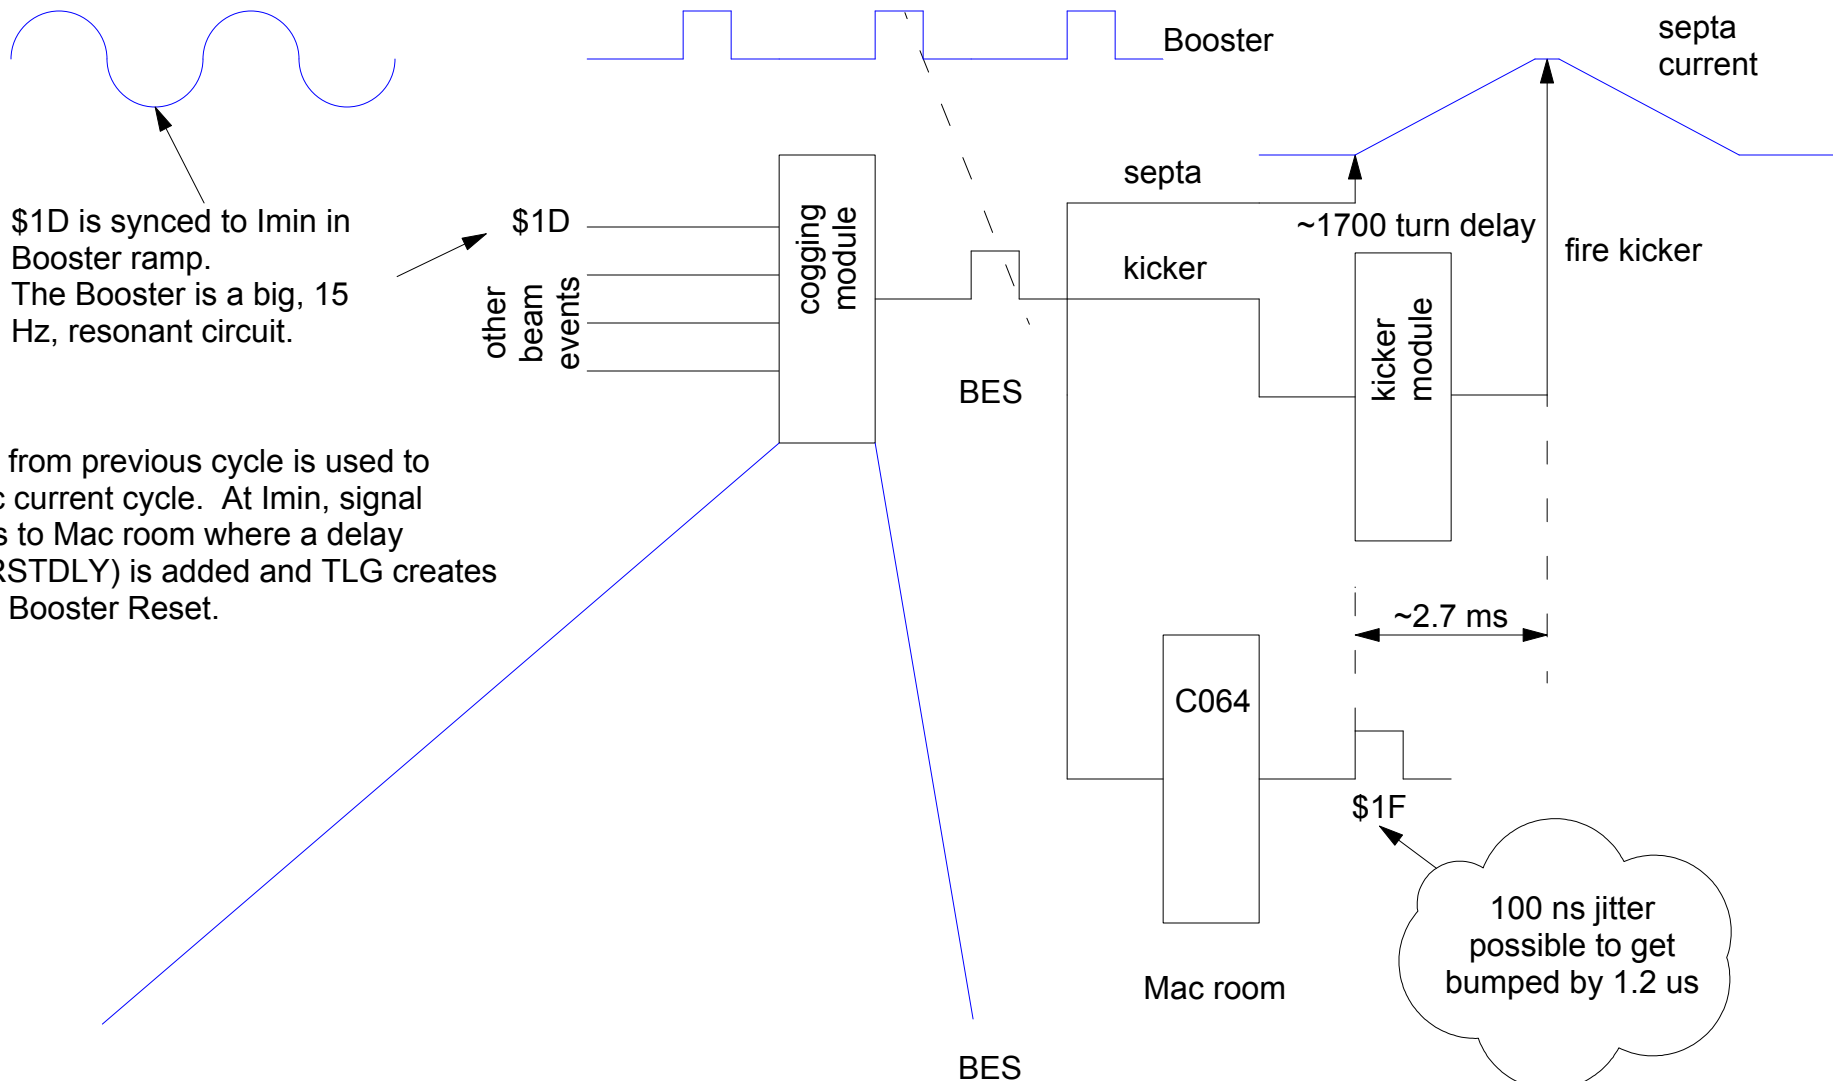 Booster
septa
current
$1D is synced to Imin in
Booster ramp.
The Booster is a big, 15
Hz, resonant circuit.
$1D
other
beam
events
cogging
module
septa
kicker
BES
~1700 turn delay
kicker
module
fire kicker
from previous cycle is used to
current cycle. At Imin, signal
to Mac room where a delay
RSTDLY) is added and TLG creates
Booster Reset.
~2.7 ms
C064
$1F
100 ns jitter
possible to get
bumped by 1.2 us
Mac room
BES